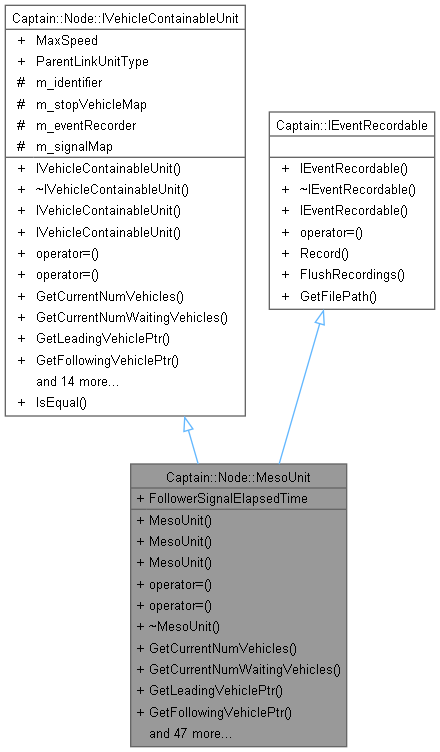 Captain::Node::IVehicleContainableUnit
+ MaxSpeed
+ ParentLinkUnitType
# m_identifier
# m_stopVehicleMap
# m_eventRecorder
# m_signalMap
+ IVehicleContainableUnit()
+ ~IVehicleContainableUnit()
+ IVehicleContainableUnit()
+ IVehicleContainableUnit()
+ operator=()
+ operator=()
+ GetCurrentNumVehicles()
+ GetCurrentNumWaitingVehicles()
+ GetLeadingVehiclePtr()
+ GetFollowingVehiclePtr()
and 14 more...
+ IsEqual()
Captain::IEventRecordable
+ IEventRecordable()
+ ~IEventRecordable()
+ IEventRecordable()
+ operator=()
+ Record()
+ FlushRecordings()
+ GetFilePath()
Captain::Node::MesoUnit
+ FollowerSignalElapsedTime
+ MesoUnit()
+ MesoUnit()
+ MesoUnit()
+ operator=()
+ operator=()
+ ~MesoUnit()
+ GetCurrentNumVehicles()
+ GetCurrentNumWaitingVehicles()
+ GetLeadingVehiclePtr()
+ GetFollowingVehiclePtr()
and 47 more...